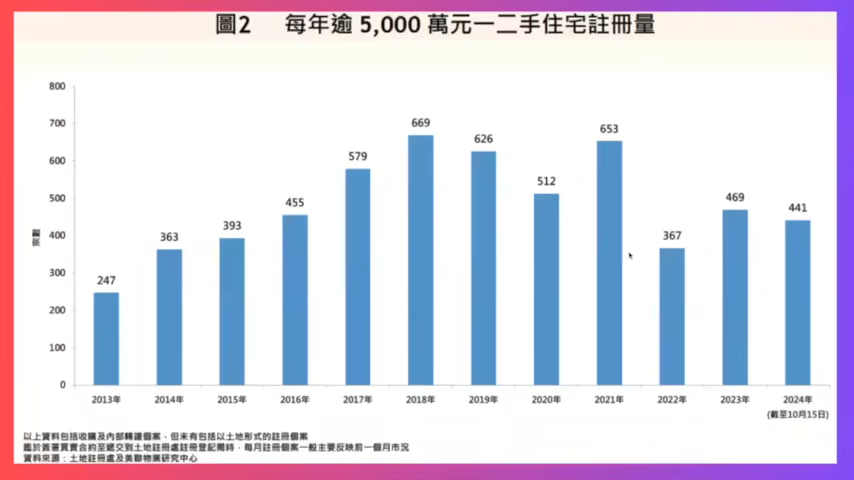 圖2 每年逾 5,000 萬元一二手住宅註冊量
800
700
600
500
400
300
200
100
0
宗數
247
363
393
455
579
669
626
512
653
367
469
441
2013年
2014年
2015年
2016年
2017年
2018年
2019年
2020年
2021年
2022年
2023年
2024年
(截至10月15日)
以上資料包括收購及內部轉讓個案，但未有包括以土地形式的註冊個案
鑑於簽署買賣合約至遞交到土地註冊處註冊登記需時，每月註冊個案一般主要反映前一個月市況
資料來源：土地註冊處及美聯物業研究中心